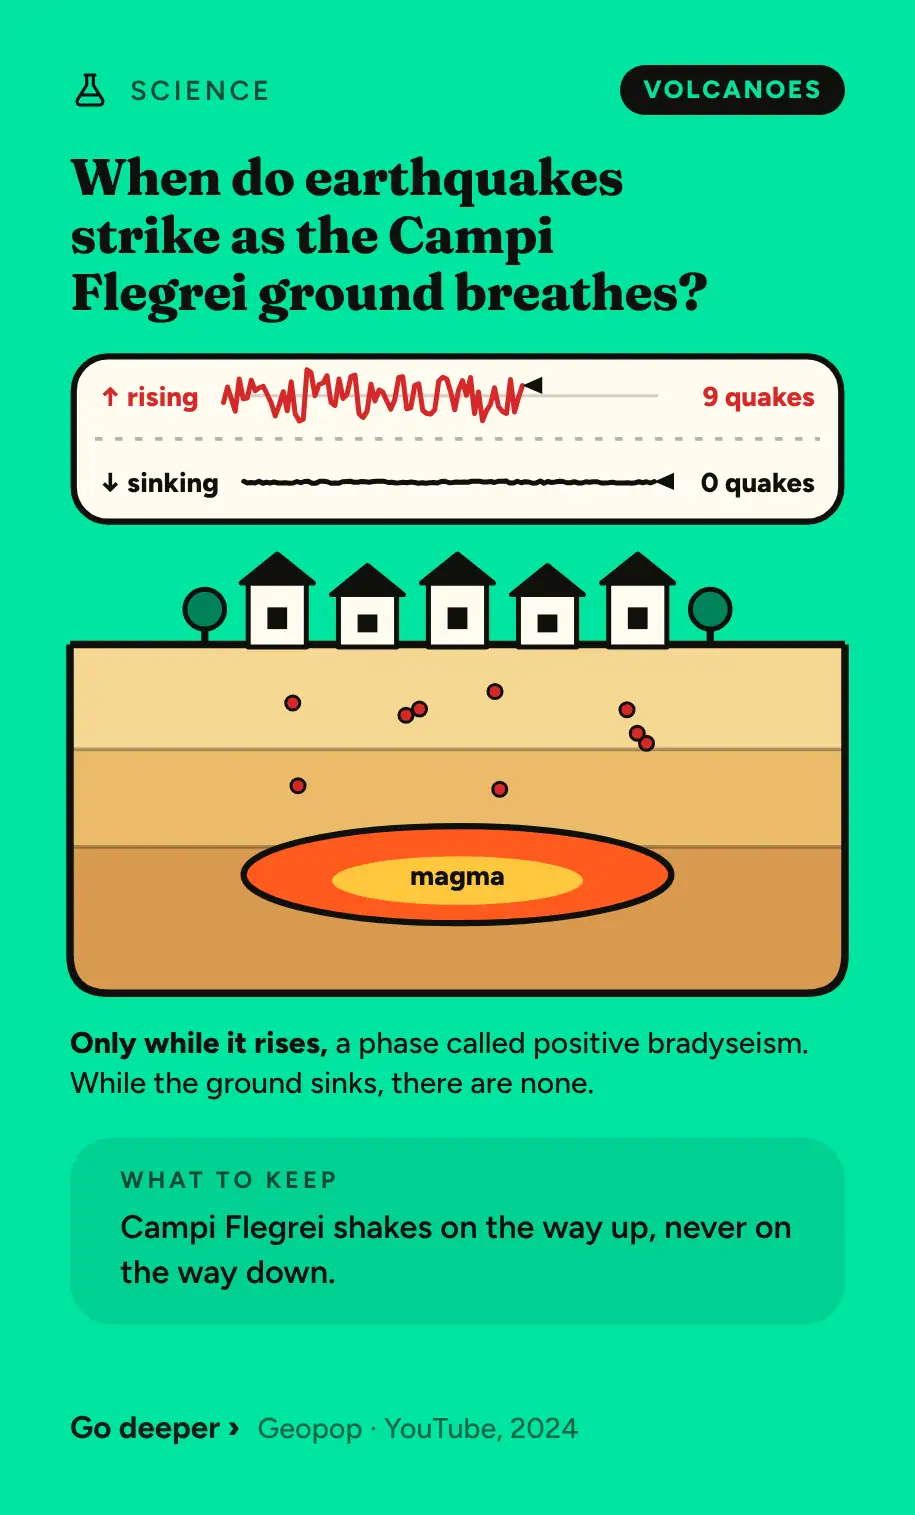 SCIENCE
VOLCANOES
When do earthquakes
strike as the Campi
Flegrei ground breathes?
↑ rising
9 quakes
↓ sinking
0 quakes
magma
Only while it rises, a phase called positive bradyseism.
While the ground sinks, there are none.
WHAT TO KEEP
Campi Flegrei shakes on the way up, never on
the way down.
Go deeper › Geopop · YouTube, 2024